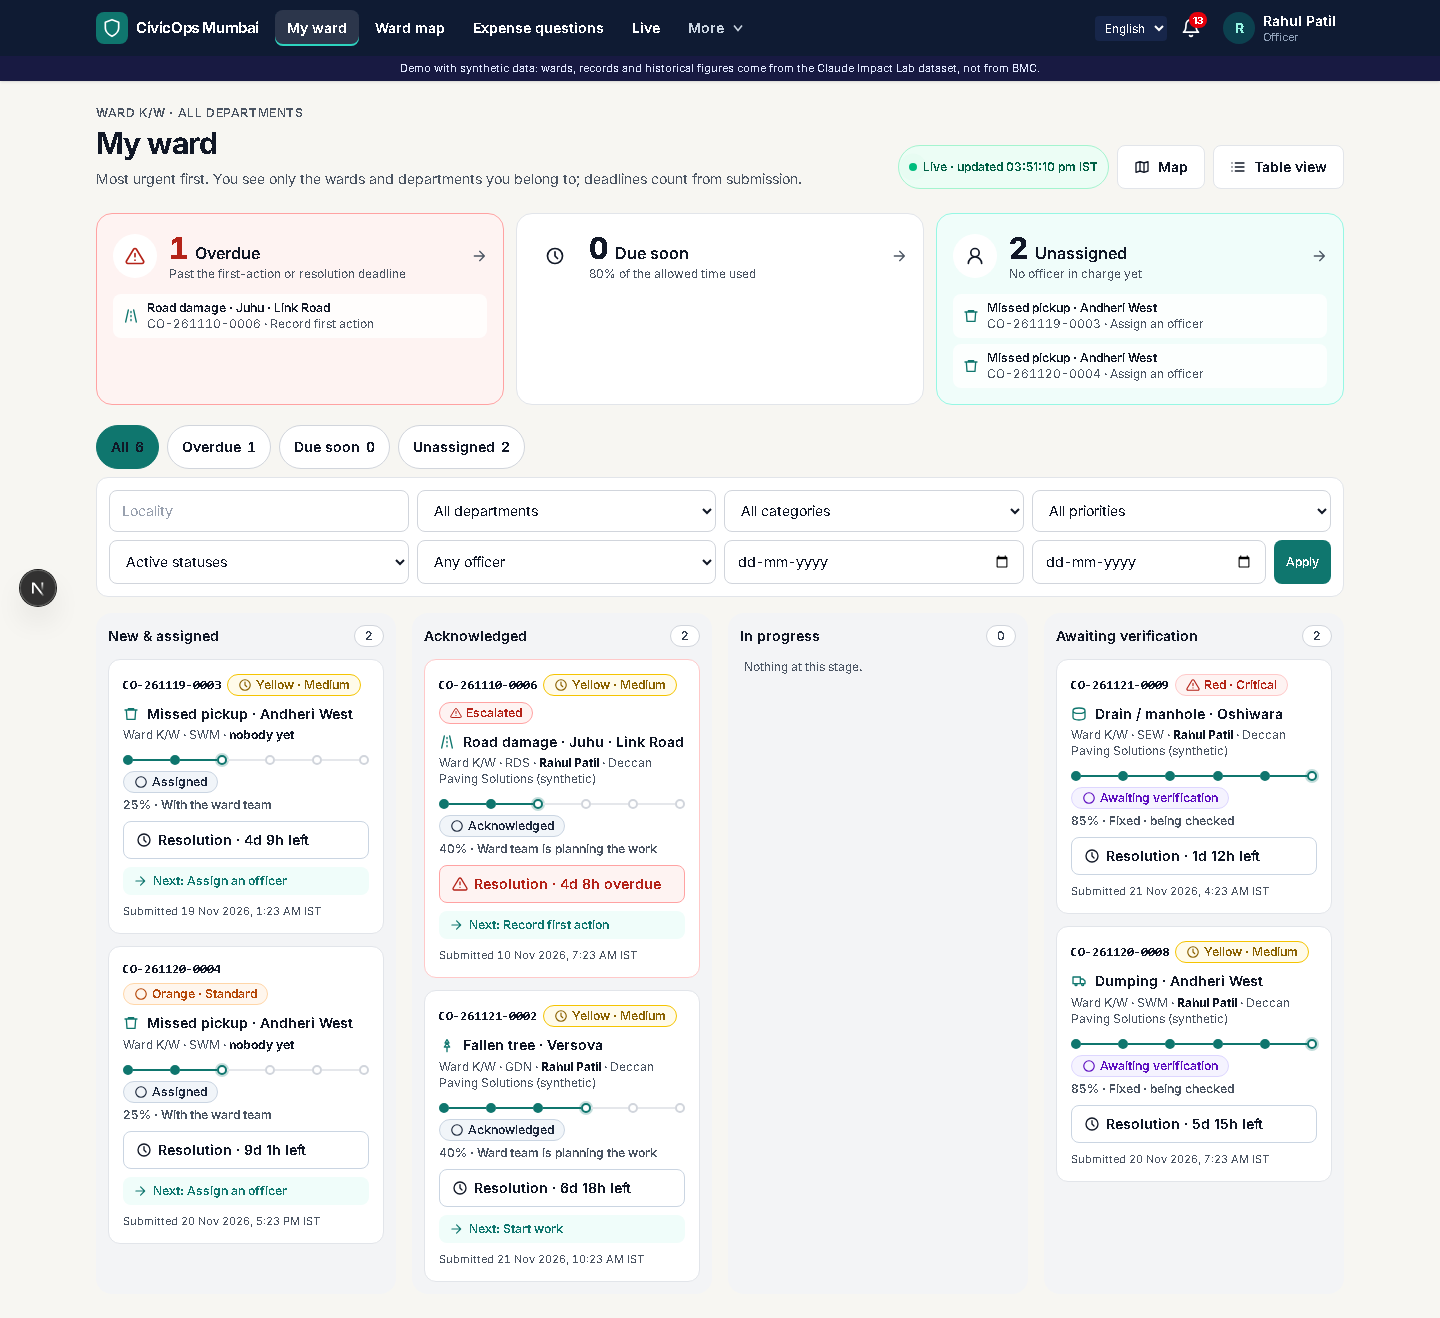 CivicOps Mumbai
My ward
Ward map
Expense questions
Live
More
English
13
R
Rahul Patil
Officer
Demo with synthetic data: wards, records and historical figures come from the Claude Impact Lab dataset, not from BMC.
WARD K/W · ALL DEPARTMENTS
My ward
Most urgent first. You see only the wards and departments you belong to; deadlines count from submission.
Live · updated 03:51:10 pm IST
Map
Table view
1 Overdue
Past the first-action or resolution deadline
Road damage · Juhu · Link Road
CO-261110-0006 · Record first action
0 Due soon
80% of the allowed time used
2 Unassigned
No officer in charge yet
Missed pickup · Andheri West
CO-261119-0003 · Assign an officer
Missed pickup · Andheri West
CO-261120-0004 · Assign an officer
All 6
Overdue 1
Due soon 0
Unassigned 2
Locality
All departments
All categories
All priorities
Active statuses
Any officer
dd-mm-yyyy
dd-mm-yyyy
Apply
N
New & assigned
2
CO-261119-0003
Yellow · Medium
Missed pickup · Andheri West
Ward K/W · SWM · nobody yet
Assigned
25% · With the ward team
Resolution · 4d 9h left
Next: Assign an officer
Submitted 19 Nov 2026, 1:23 AM IST
CO-261120-0004
Orange · Standard
Missed pickup · Andheri West
Ward K/W · SWM · nobody yet
Assigned
25% · With the ward team
Resolution · 9d 1h left
Next: Assign an officer
Submitted 20 Nov 2026, 5:23 PM IST
Acknowledged
2
CO-261110-0006
Yellow · Medium
Escalated
Road damage · Juhu · Link Road
Ward K/W · RDS · Rahul Patil · Deccan
Paving Solutions (synthetic)
Acknowledged
40% · Ward team is planning the work
Resolution · 4d 8h overdue
Next: Record first action
Submitted 10 Nov 2026, 7:23 AM IST
CO-261121-0002
Yellow · Medium
Fallen tree · Versova
Ward K/W · GDN · Rahul Patil · Deccan
Paving Solutions (synthetic)
Acknowledged
40% · Ward team is planning the work
Resolution · 6d 18h left
Next: Start work
Submitted 21 Nov 2026, 10:23 AM IST
In progress
0
Nothing at this stage.
Awaiting verification
2
CO-261121-0009
Red · Critical
Drain / manhole · Oshiwara
Ward K/W · SEW · Rahul Patil · Deccan
Paving Solutions (synthetic)
Awaiting verification
85% · Fixed · being checked
Resolution · 1d 12h left
Submitted 21 Nov 2026, 4:23 AM IST
CO-261120-0008
Yellow · Medium
Dumping · Andheri West
Ward K/W · SWM · Rahul Patil · Deccan
Paving Solutions (synthetic)
Awaiting verification
85% · Fixed · being checked
Resolution · 5d 15h left
Submitted 20 Nov 2026, 7:23 AM IST